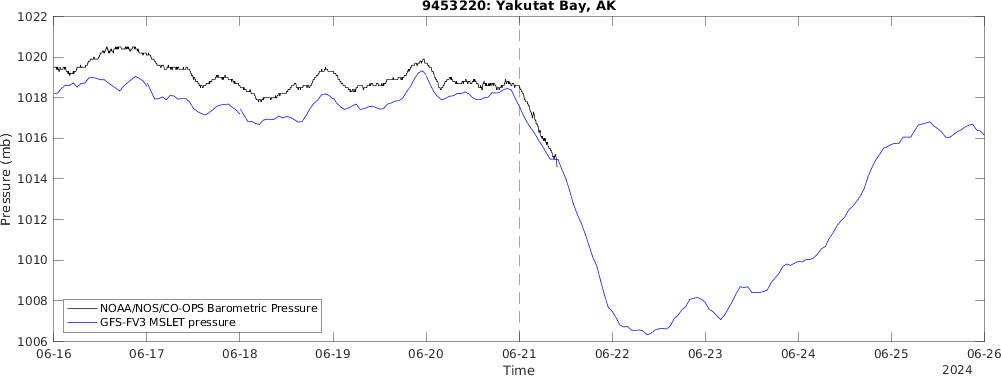 9453220: Yakutat Bay, AK
Pressure (mb)
1022
1020
1018
1016
1014
1012
1010
1008
1006
NOAA/NOS/CO-OPS Barometric Pressure
GFS-FV3 MSLET pressure
06-16 06-17 06-18 06-19 06-20 06-21 06-22 06-23 06-24 06-25 06-26
Time
2024